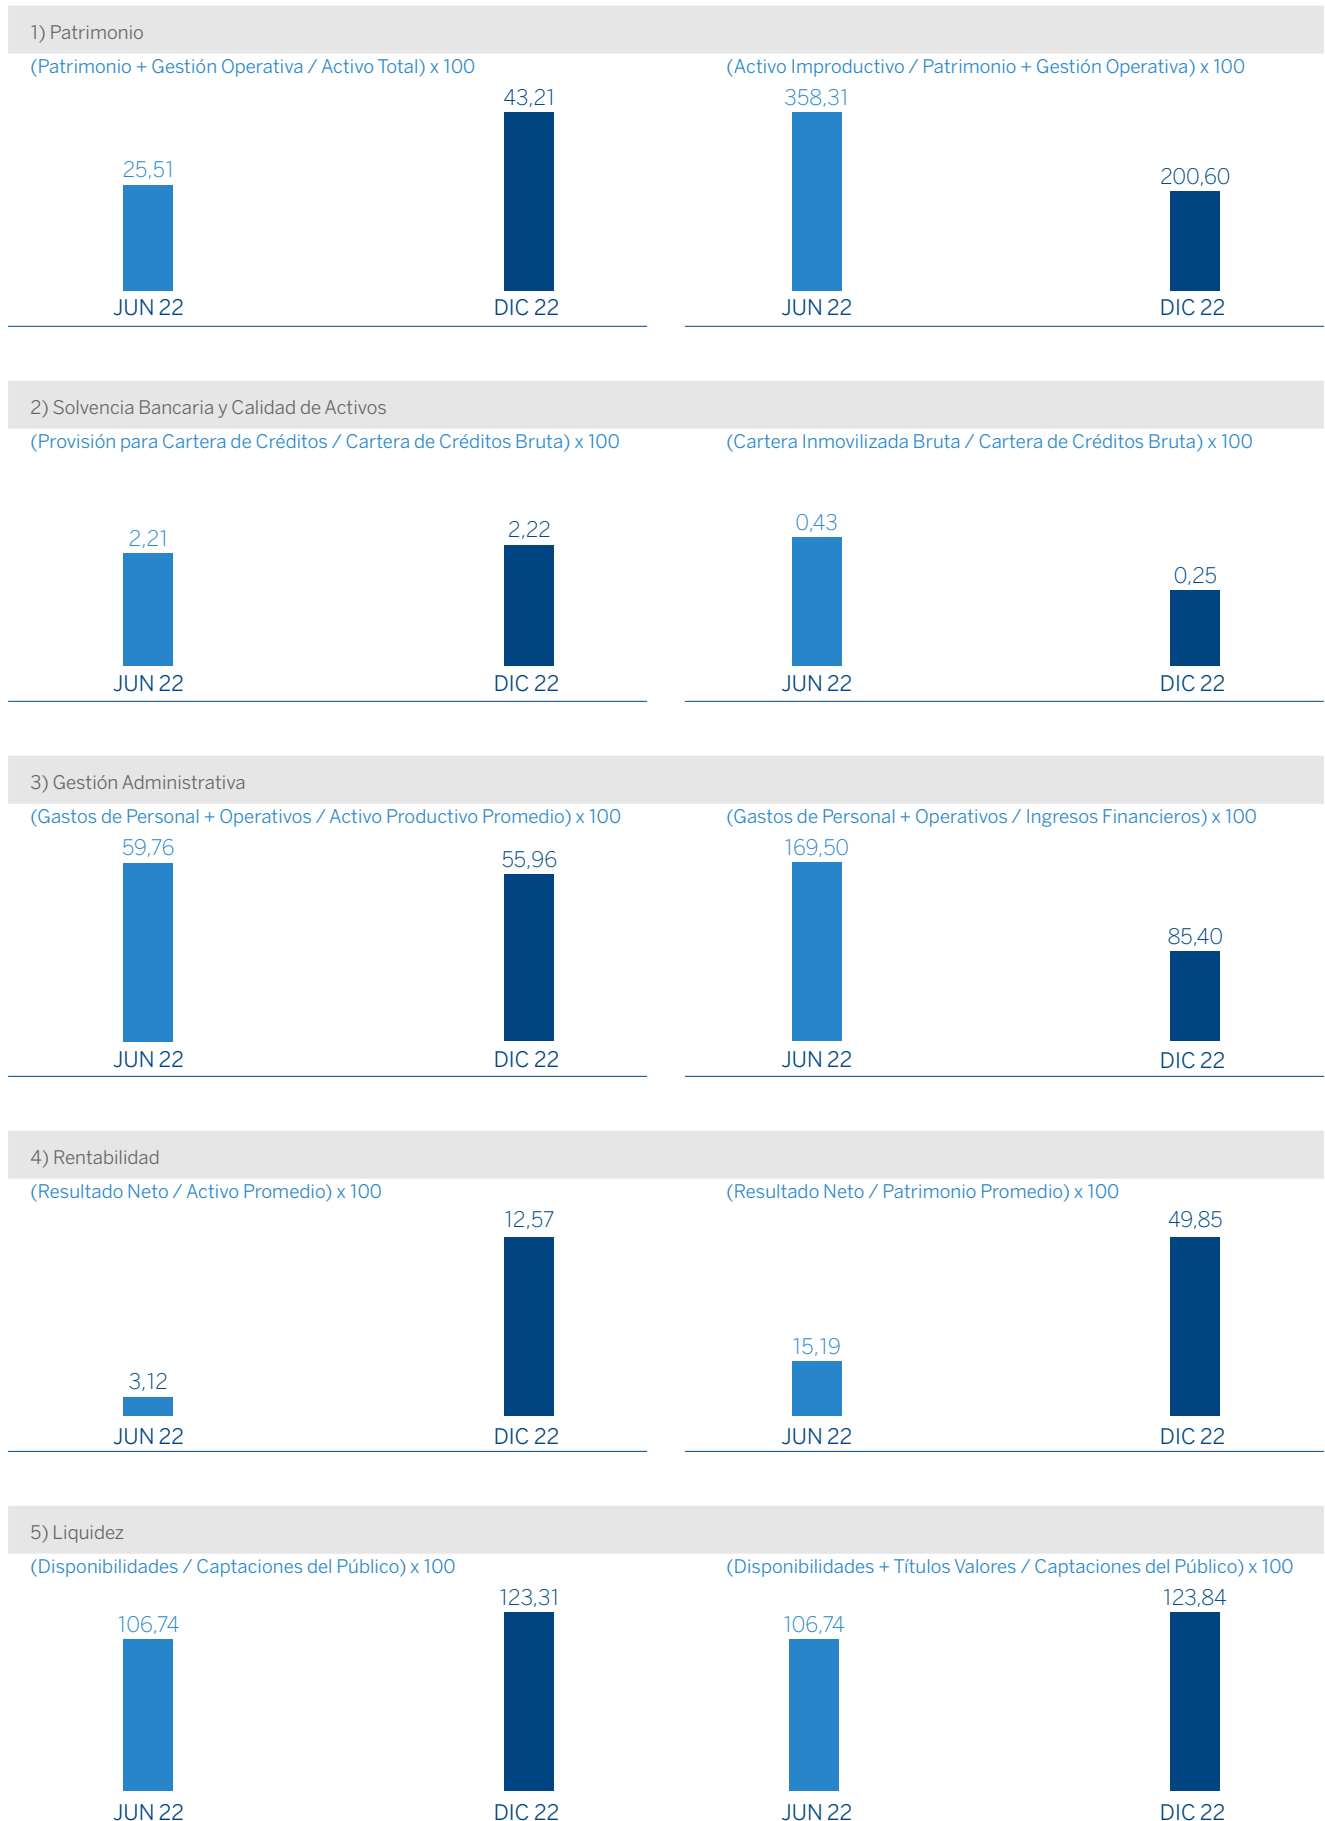 1) Patrimonio
(Patrimonio + Gestión Operativa / Activo Total) x 100
43,21
25,51
JUN 22
DIC 22
(Activo Improductivo / Patrimonio + Gestión Operativa) x 100
358,31
200,60
JUN 22
DIC 22
2) Solvencia Bancaria y Calidad de Activos
(Provisión para Cartera de Créditos / Cartera de Créditos Bruta) x 100
2,21
2,22
JUN 22
DIC 22
(Cartera Inmovilizada Bruta / Cartera de Créditos Bruta) x 100
0,43
0,25
JUN 22
DIC 22
3) Gestión Administrativa
(Gastos de Personal + Operativos / Activo Productivo Promedio) x 100
59,76
55,96
JUN 22
DIC 22
(Gastos de Personal + Operativos / Ingresos Financieros) x 100
169,50
85,40
JUN 22
DIC 22
4) Rentabilidad
(Resultado Neto / Activo Promedio) x 100
12,57
3,12
JUN 22
DIC 22
(Resultado Neto / Patrimonio Promedio) x 100
49,85
15,19
JUN 22
DIC 22
5) Liquidez
(Disponibilidades / Captaciones del Público) x 100
123,31
106,74
JUN 22
DIC 22
(Disponibilidades + Títulos Valores / Captaciones del Público) x 100
123,84
106,74
JUN 22
DIC 22